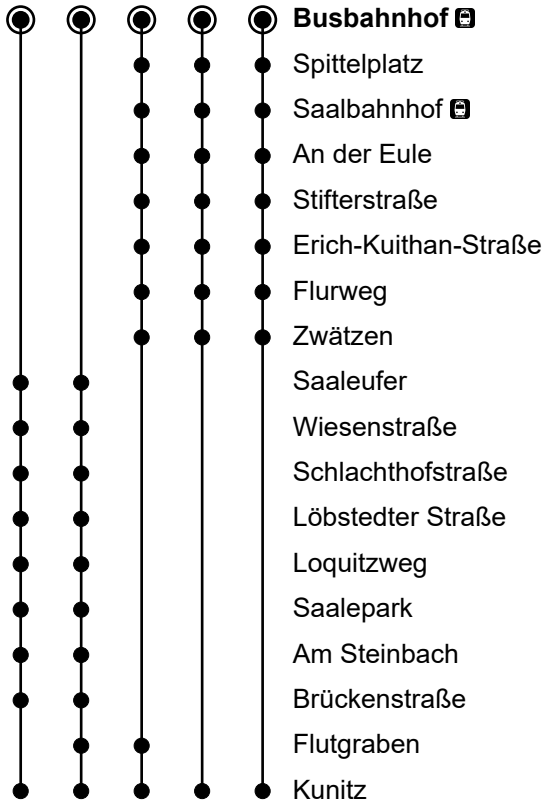 Busbahnhof
Spittelplatz
Saalbahnhof
An der Eule
Stifterstraße
Erich-Kuithan-Straße
Flurweg
Zwätzen
Saaleufer
Wiesenstraße
Schlachthofstraße
Löbstedter Straße
Loquitzweg
Saalepark
Am Steinbach
Brückenstraße
Flutgraben
Kunitz